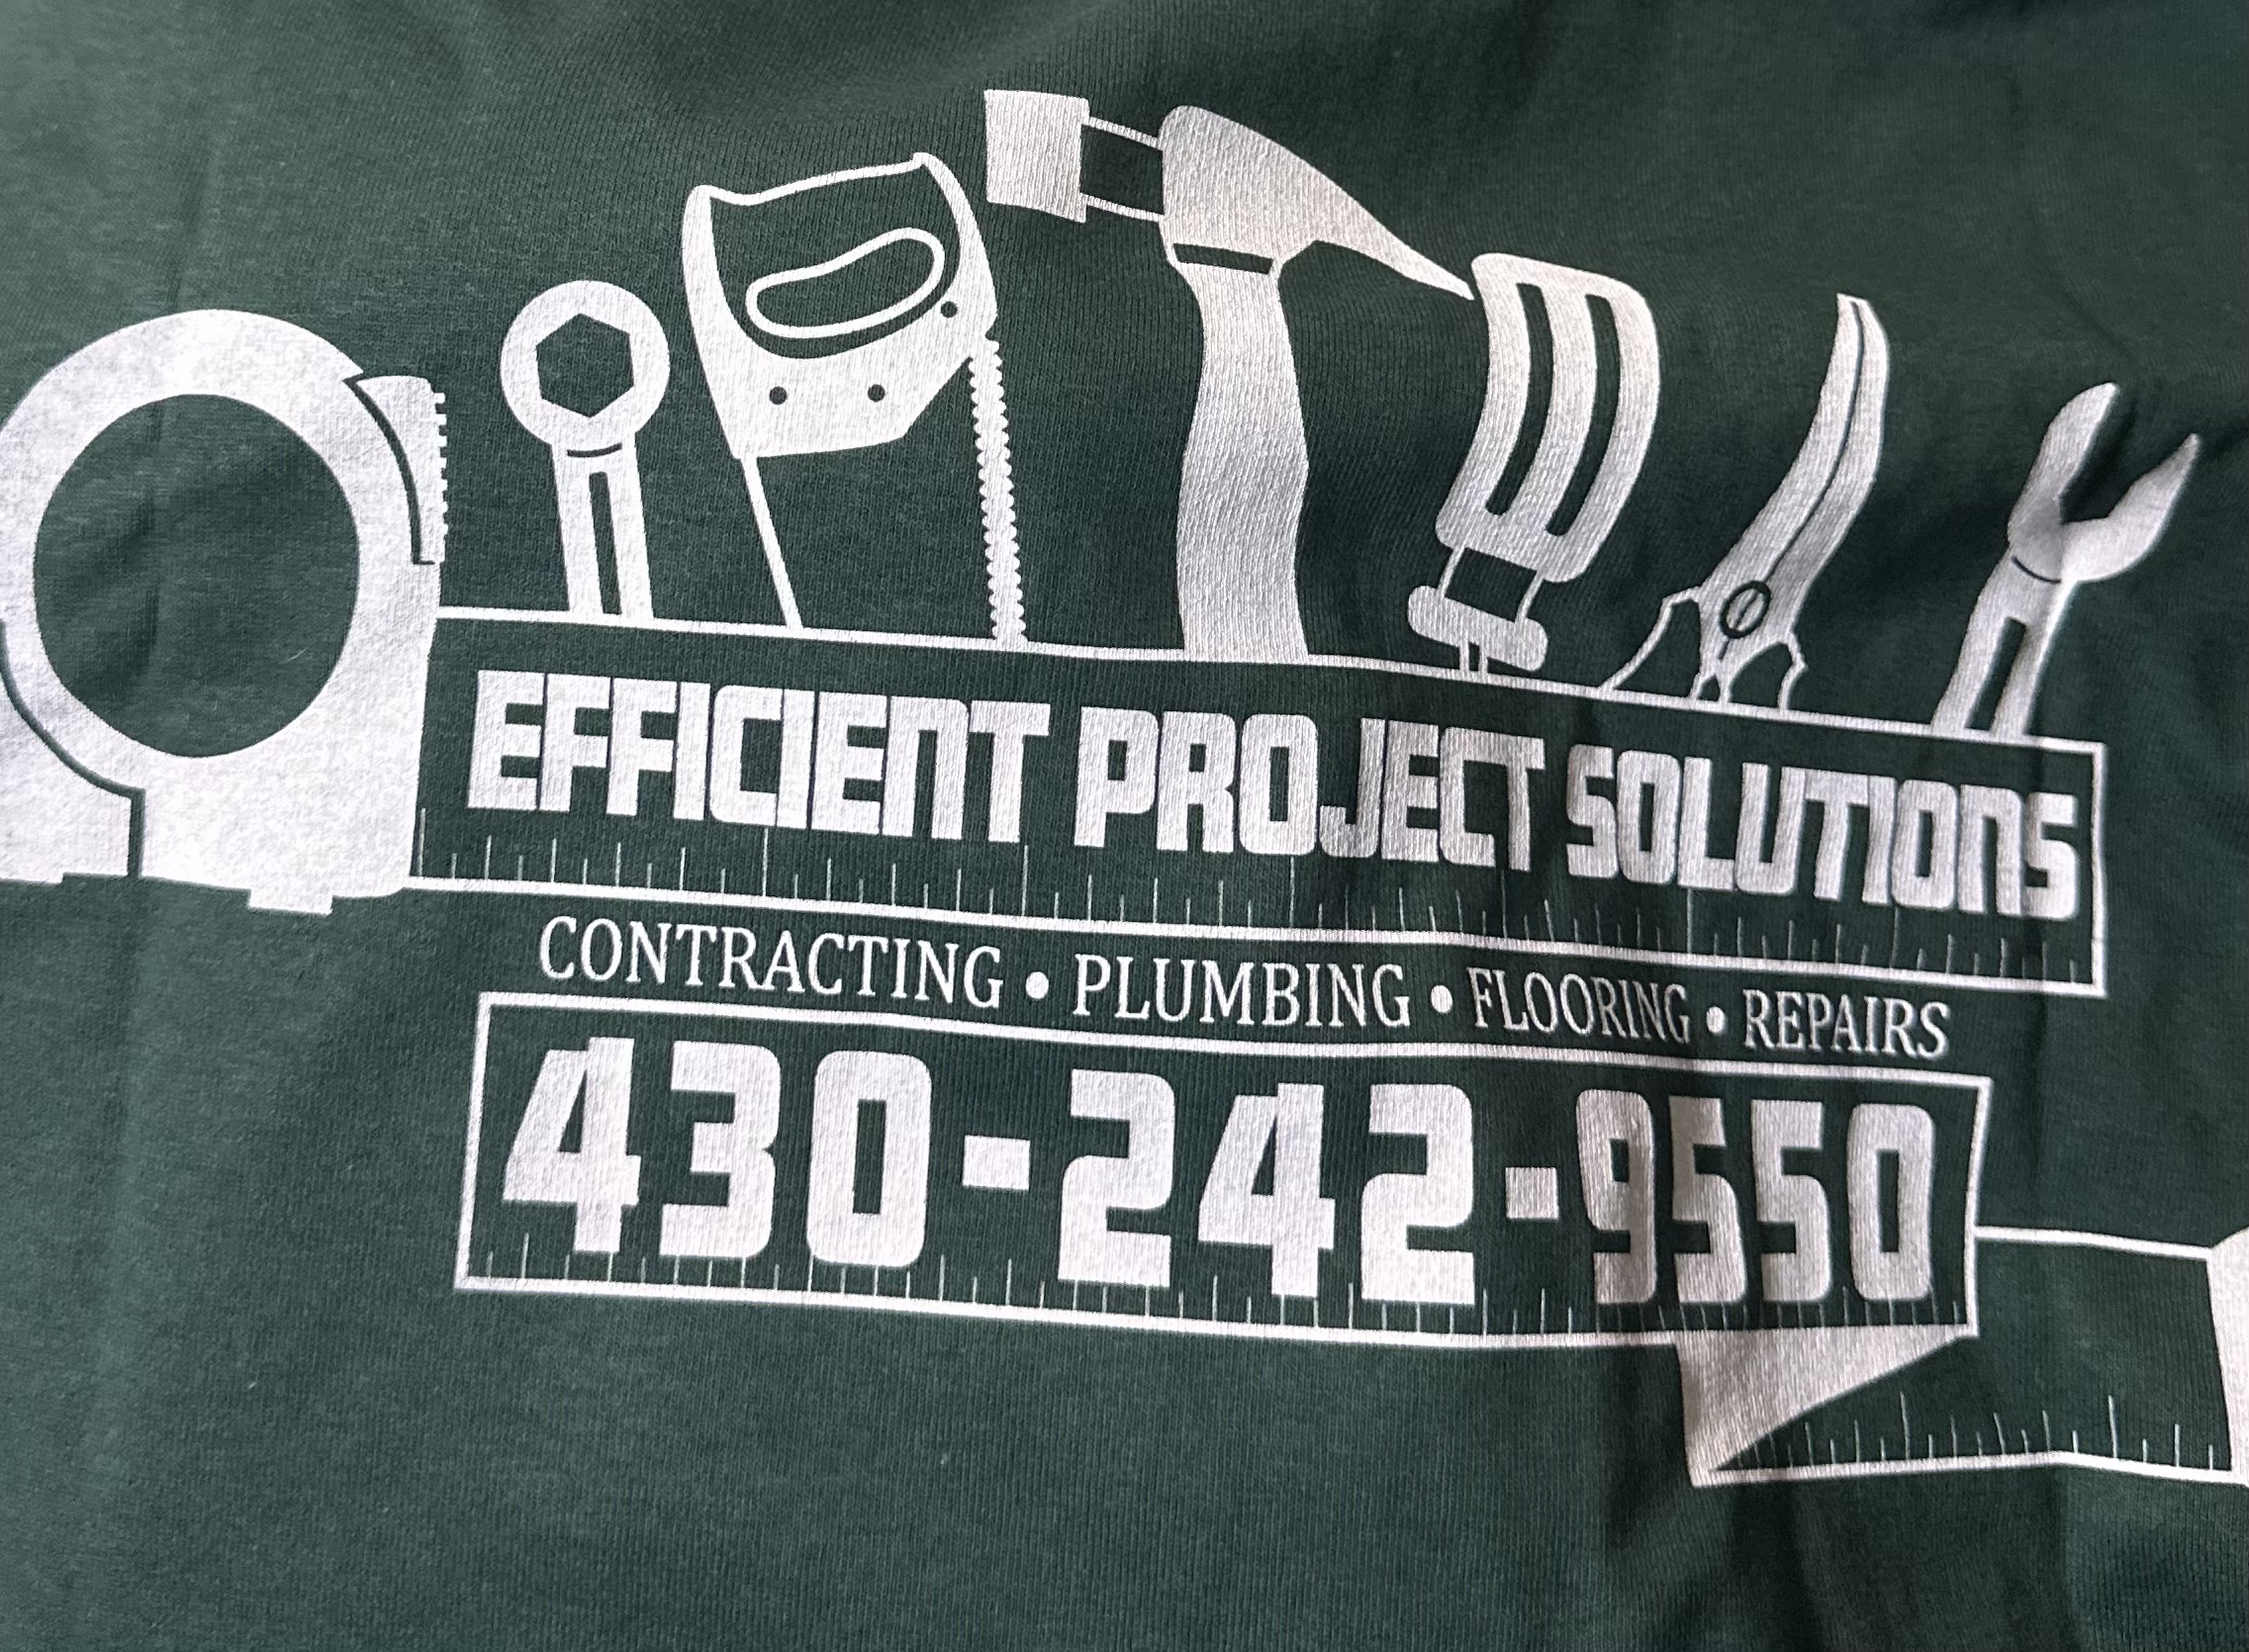 EFFICIENT PROJECT SOLUTIONS
CONTRACTING • PLUMBING • FLOORING • REPAIRS
430-242-9550